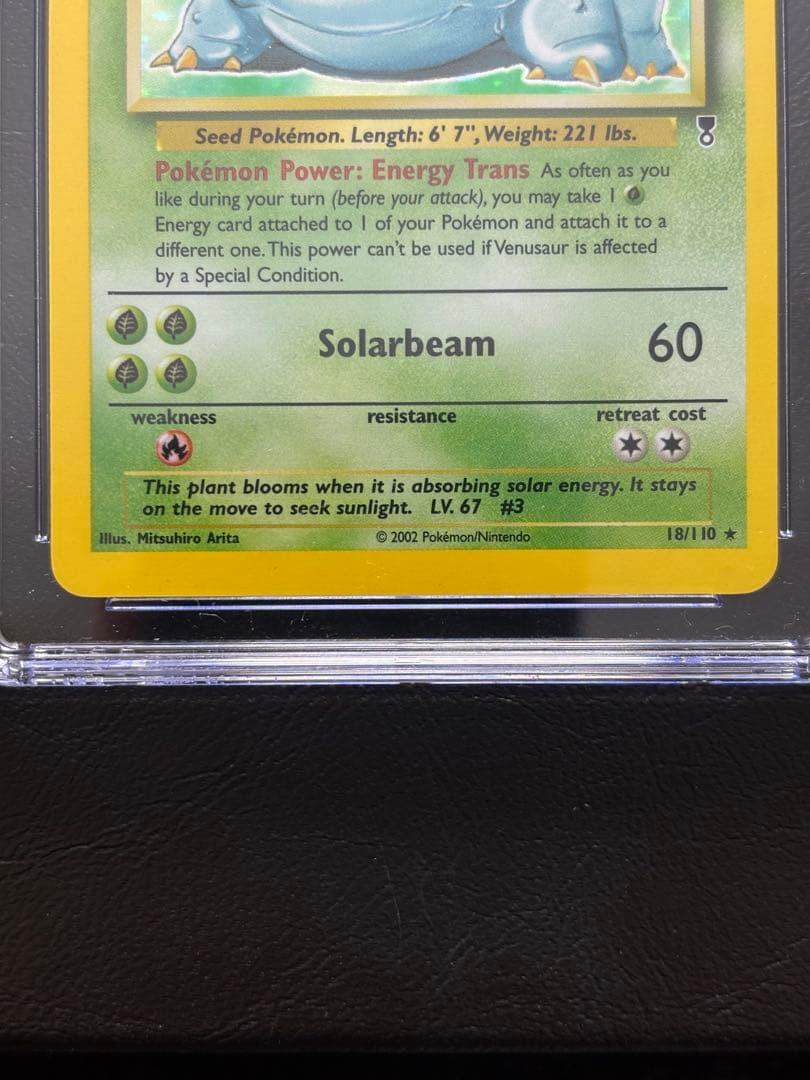 Seed Pokémon. Length: 6' 7", Weight: 221 lbs.
Pokémon Power: Energy Trans As often as you
like during your turn (before your attack), you may take 1
Energy card attached to 1 of your Pokémon and attach it to a
different one. This power can't be used if Venusaur is affected
by a Special Condition.
Solarbeam 60
weakness resistance retreat cost
This plant blooms when it is absorbing solar energy. It stays
on the move to seek sunlight. LV. 67 #3
Illus. Mitsuhiro Arita © 2002 Pokémon/Nintendo 18/110 ★